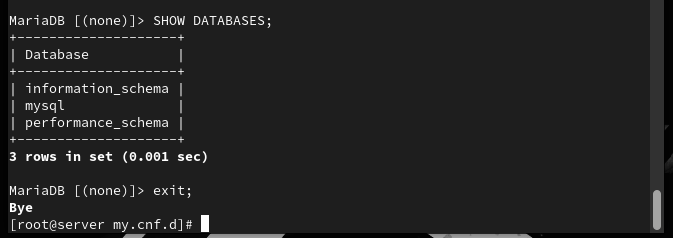 MariaDB [(none)]> SHOW DATABASES;
+--------------------+
| Database           |
+--------------------+
| information_schema |
| mysql              |
| performance_schema |
+--------------------+
3 rows in set (0.001 sec)

MariaDB [(none)]> exit;
Bye
[root@server my.cnf.d]#